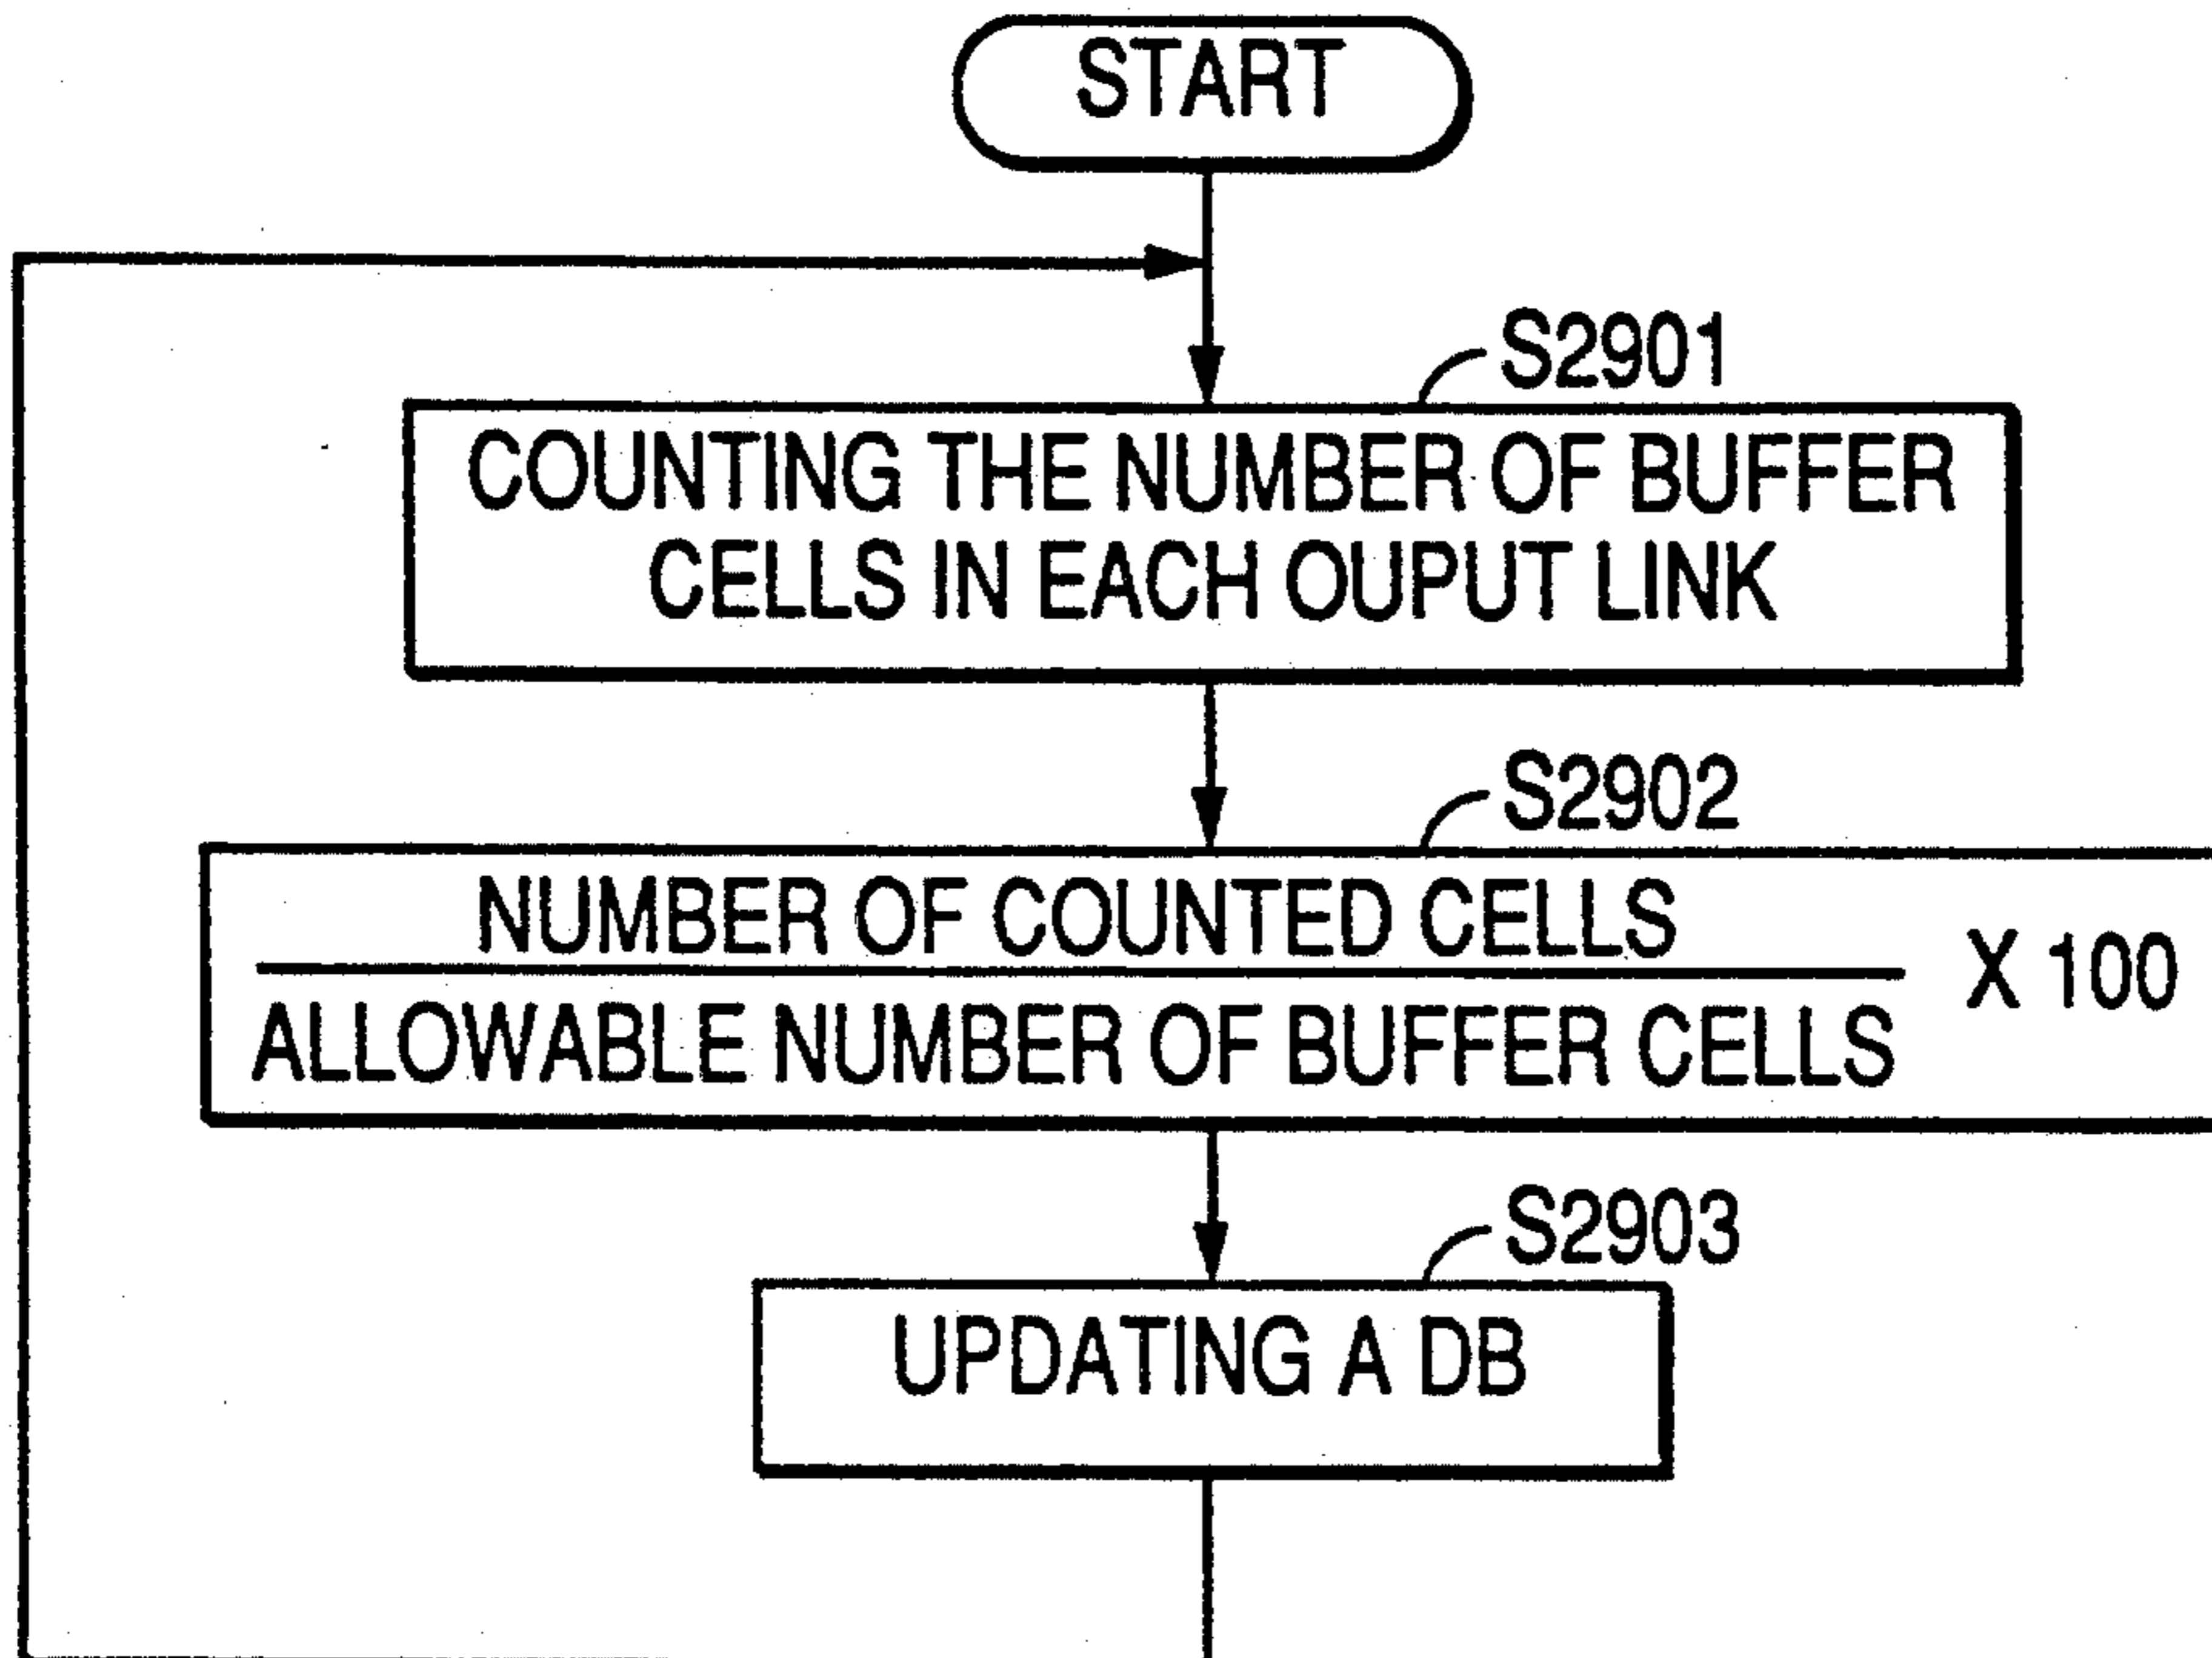 START
S2901
COUNTING THE NUMBER OF BUFFER
CELLS IN EACH OUPUT LINK
S2902
NUMBER OF COUNTED CELLS
X 100
ALLOWABLE NUMBER OF BUFFER CELLS
S2903
UPDATING A DB